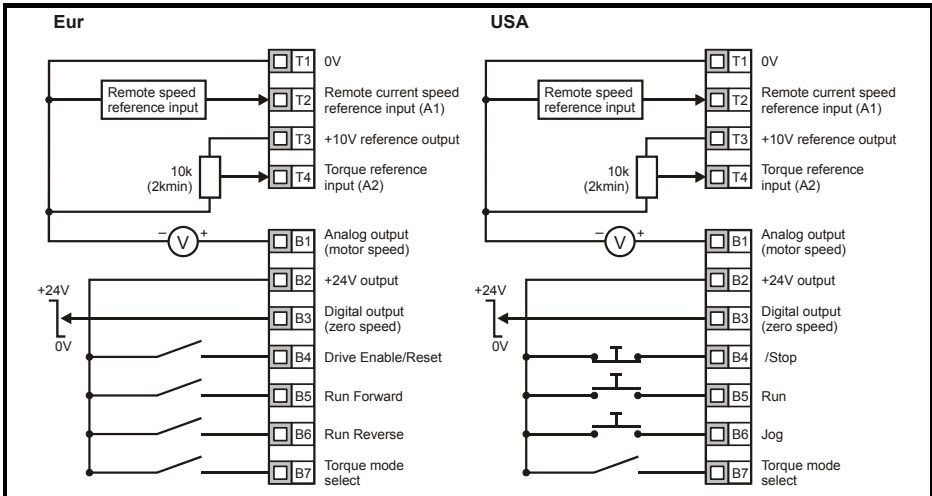 Eur
T1 0V
Remote speed
reference input
T2 Remote current speed
reference input (A1)
T3 +10V reference output
10k
(2kmin)
T4 Torque reference
input (A2)
– V +
B1 Analog output
(motor speed)
B2 +24V output
+24V
0V
B3 Digital output
(zero speed)
B4 Drive Enable/Reset
B5 Run Forward
B6 Run Reverse
B7 Torque mode
select
USA
T1 0V
Remote speed
reference input
T2 Remote current speed
reference input (A1)
T3 +10V reference output
10k
(2kmin)
T4 Torque reference
input (A2)
– V +
B1 Analog output
(motor speed)
B2 +24V output
+24V
0V
B3 Digital output
(zero speed)
B4 /Stop
B5 Run
B6 Jog
B7 Torque mode
select